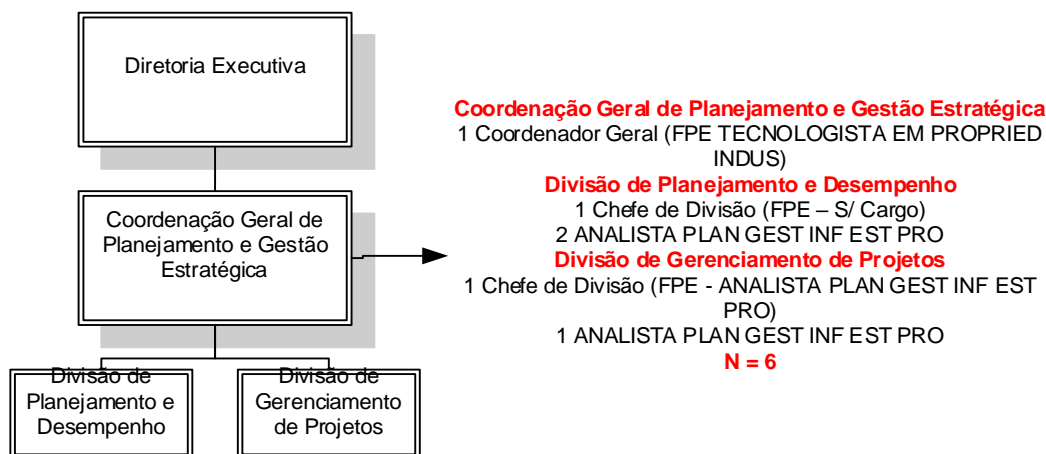 Diretoria Executiva
Coordenação Geral de
Planejamento e Gestão
Estratégica
Divisão de
Planejamento e
Desempenho
Divisão de
Gerenciamento
de Projetos
Coordenação Geral de Planejamento e Gestão Estratégica
1 Coordenador Geral (FPE TECNOLOGISTA EM PROPRIED
INDUS)
Divisão de Planejamento e Desempenho
1 Chefe de Divisão (FPE – S/ Cargo)
2 ANALISTA PLAN GEST INF EST PRO
Divisão de Gerenciamento de Projetos
1 Chefe de Divisão (FPE - ANALISTA PLAN GEST INF EST
PRO)
1 ANALISTA PLAN GEST INF EST PRO
N = 6